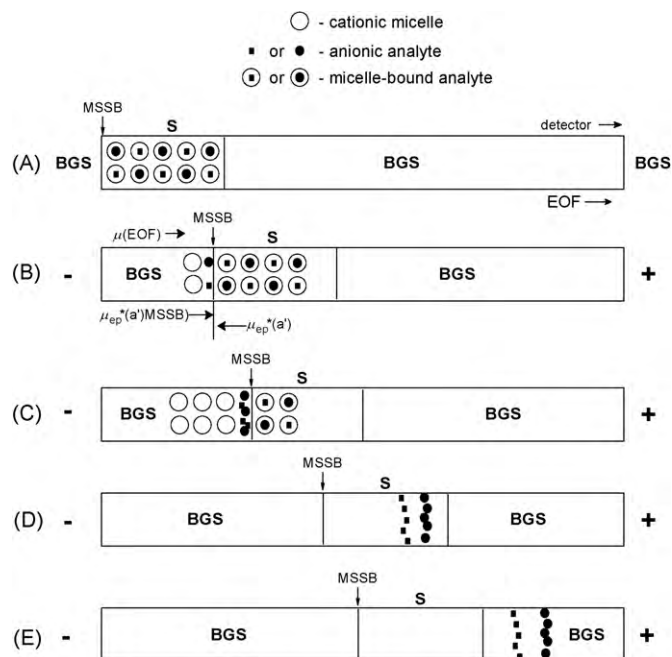 - cationic micelle
or - anionic analyte
or - micelle-bound analyte
MSSB
S
detector
(A) BGS BGS BGS
EOF
μ(EOF) MSSB S
(B) - BGS BGS +
μep*(a')MSSB) μep*(a')
MSSB
S
(C) - BGS BGS +
MSSB
S
(D) - BGS BGS +
MSSB
S
(E) - BGS BGS +